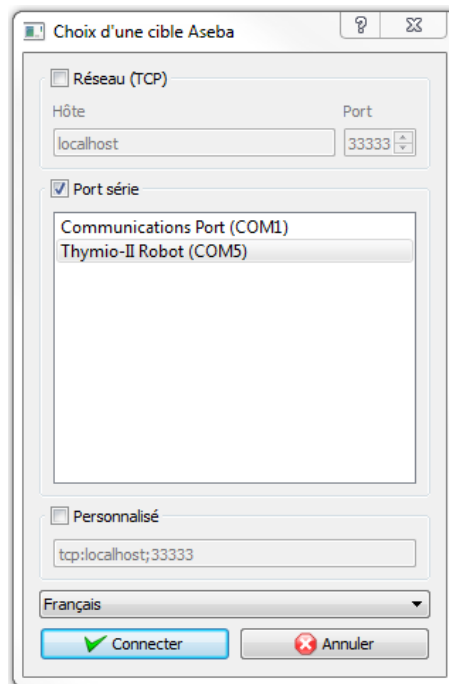 Choix d'une cible Aseba
Réseau (TCP)
Hôte Port
localhost 33333
Port série
Communications Port (COM1)
Thymio-II Robot (COM5)
Personnalisé
tcp:localhost;33333
Français
Connecter Annuler